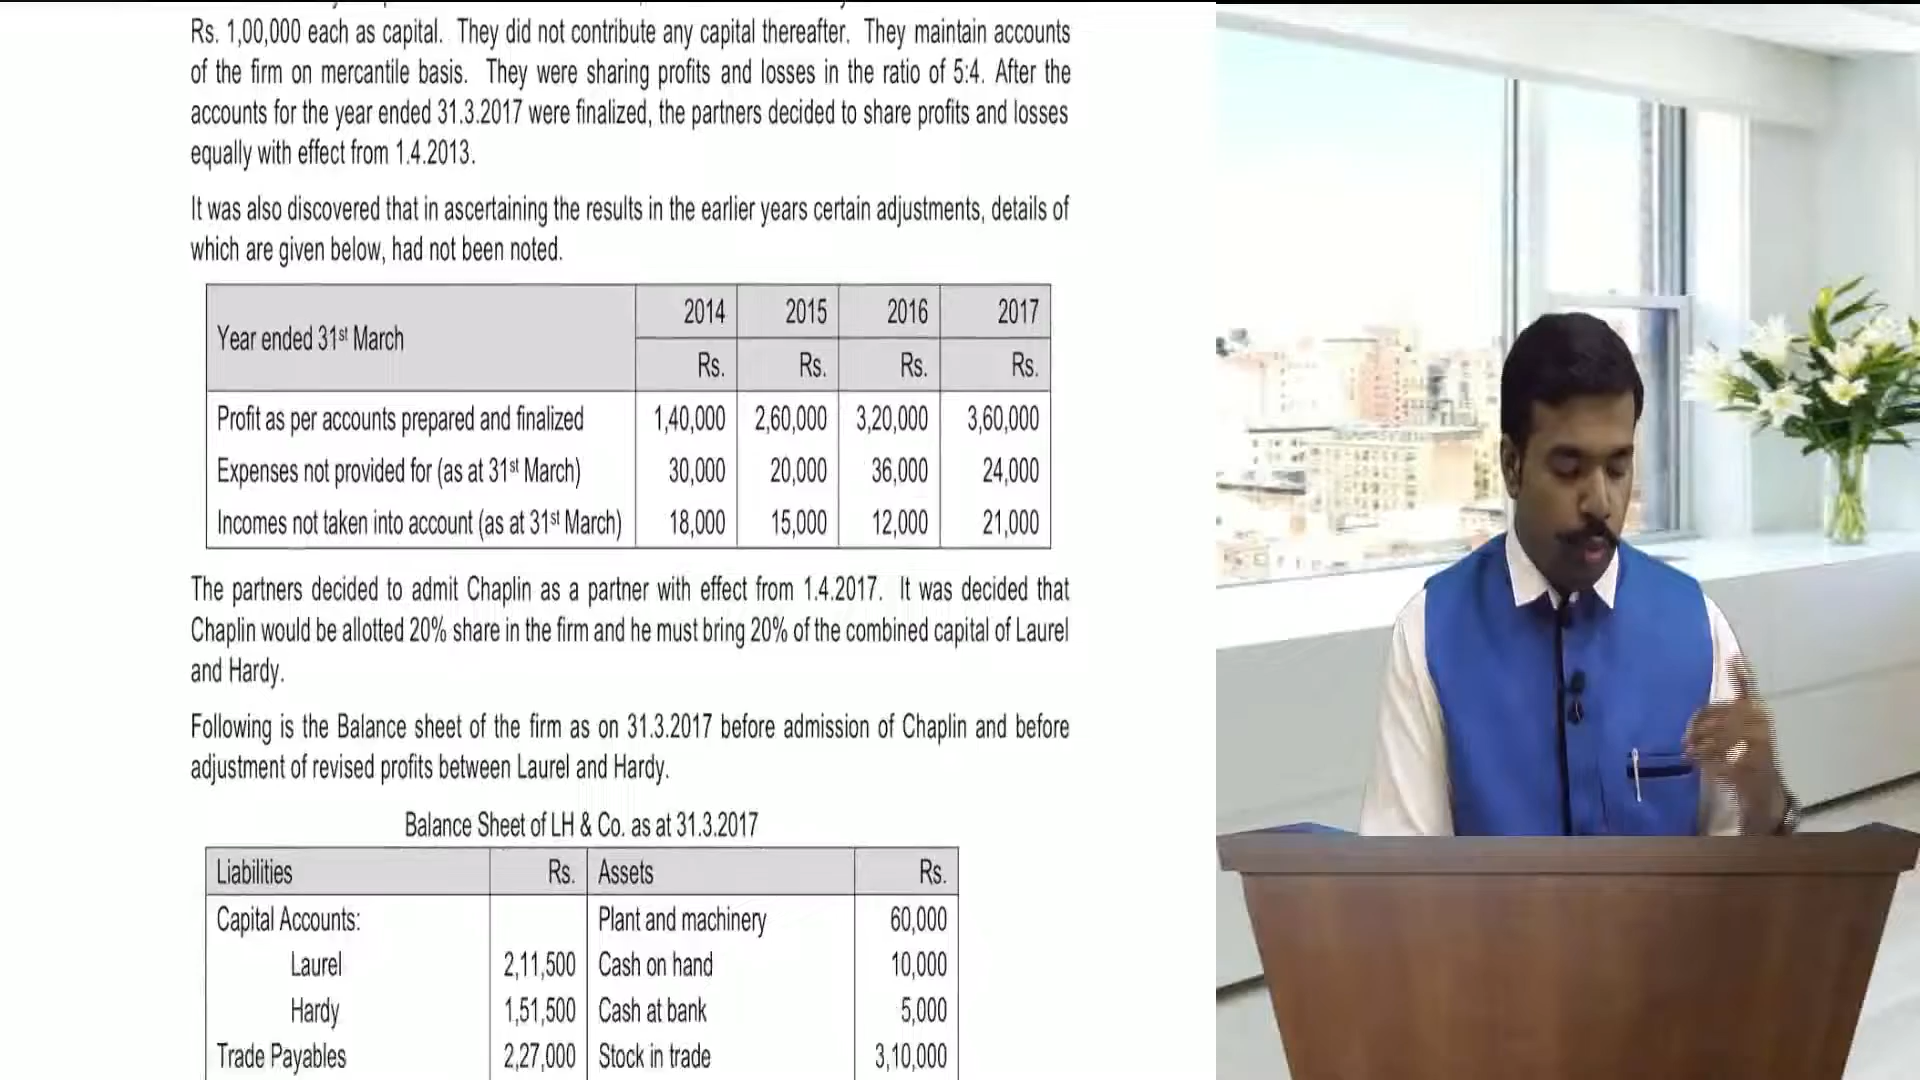 Rs. 1,00,000 each as capital. They did not contribute any capital thereafter. They maintain accounts
of the firm on mercantile basis. They were sharing profits and losses in the ratio of 5:4. After the
accounts for the year ended 31.3.2017 were finalized, the partners decided to share profits and losses
equally with effect from 1.4.2013.
It was also discovered that in ascertaining the results in the earlier years certain adjustments, details of
which are given below, had not been noted.
Year ended 31st March 2014 2015 2016 2017
Rs. Rs. Rs. Rs.
Profit as per accounts prepared and finalized 1,40,000 2,60,000 3,20,000 3,60,000
Expenses not provided for (as at 31st March) 30,000 20,000 36,000 24,000
Incomes not taken into account (as at 31st March) 18,000 15,000 12,000 21,000
The partners decided to admit Chaplin as a partner with effect from 1.4.2017. It was decided that
Chaplin would be allotted 20% share in the firm and he must bring 20% of the combined capital of Laurel
and Hardy.
Following is the Balance sheet of the firm as on 31.3.2017 before admission of Chaplin and before
adjustment of revised profits between Laurel and Hardy.
Balance Sheet of LH & Co. as at 31.3.2017
Liabilities Rs. Assets Rs.
Capital Accounts: Plant and machinery 60,000
Laurel 2,11,500 Cash on hand 10,000
Hardy 1,51,500 Cash at bank 5,000
Trade Payables 2,27,000 Stock in trade 3,10,000